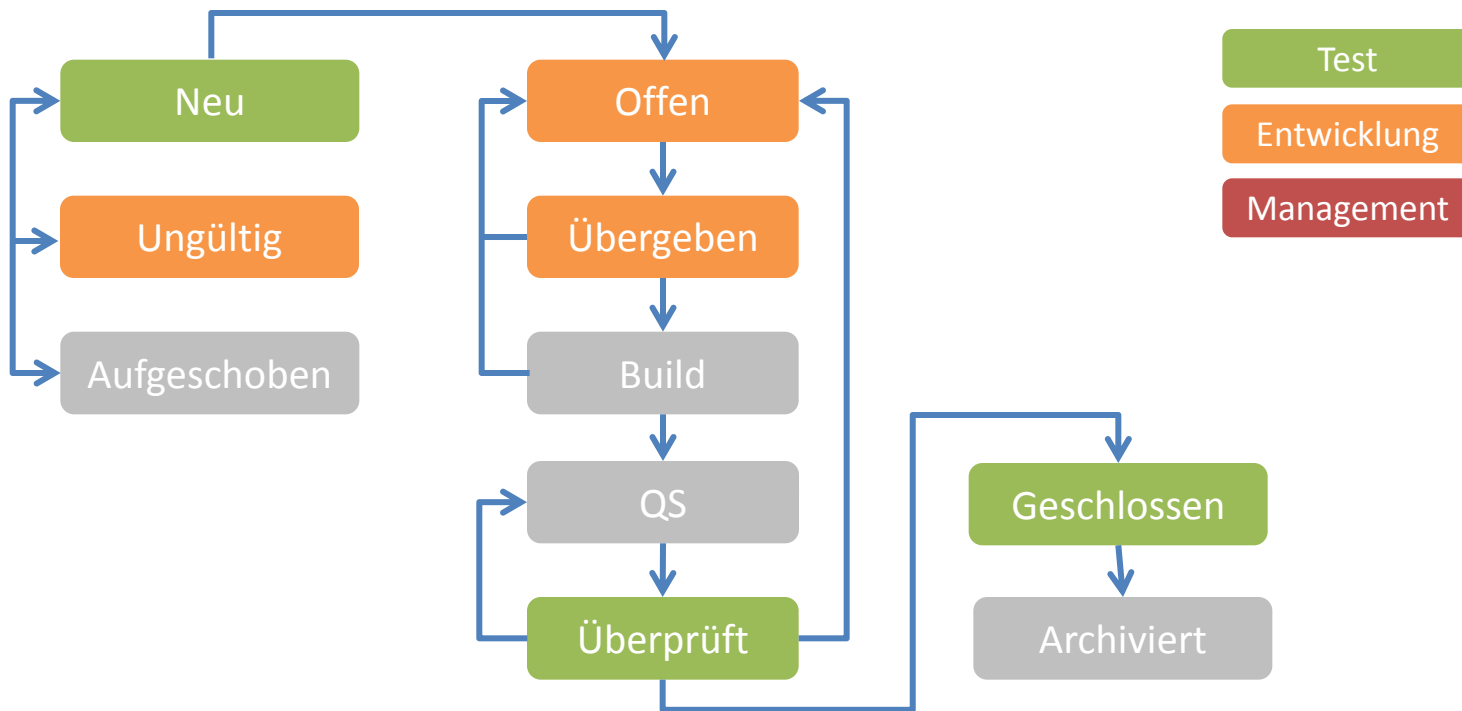 Neu
Offen
Test
Entwicklung
Ungültig
Übergeben
Management
Aufgeschoben
Build
QS
Geschlossen
Überprüft
Archiviert